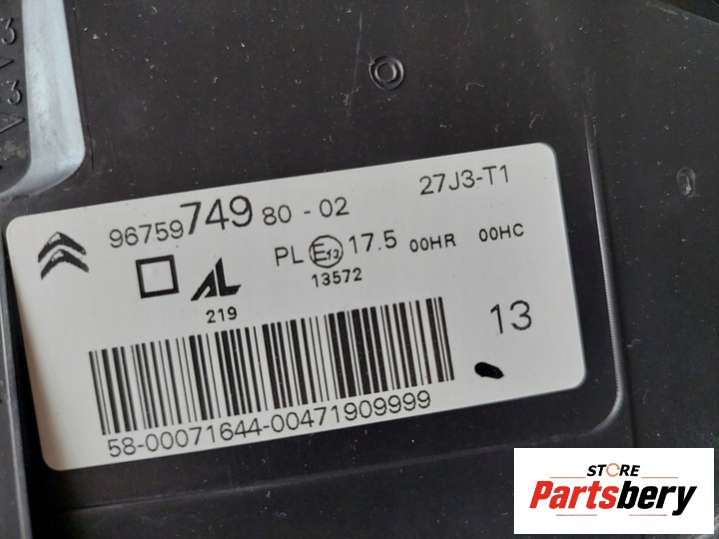 9675974980-02 27J3-T1
PL E13 17.5 00HR 00HC
13572
AL
219
13
58-00071644-00471909999
STORE
Partsbery